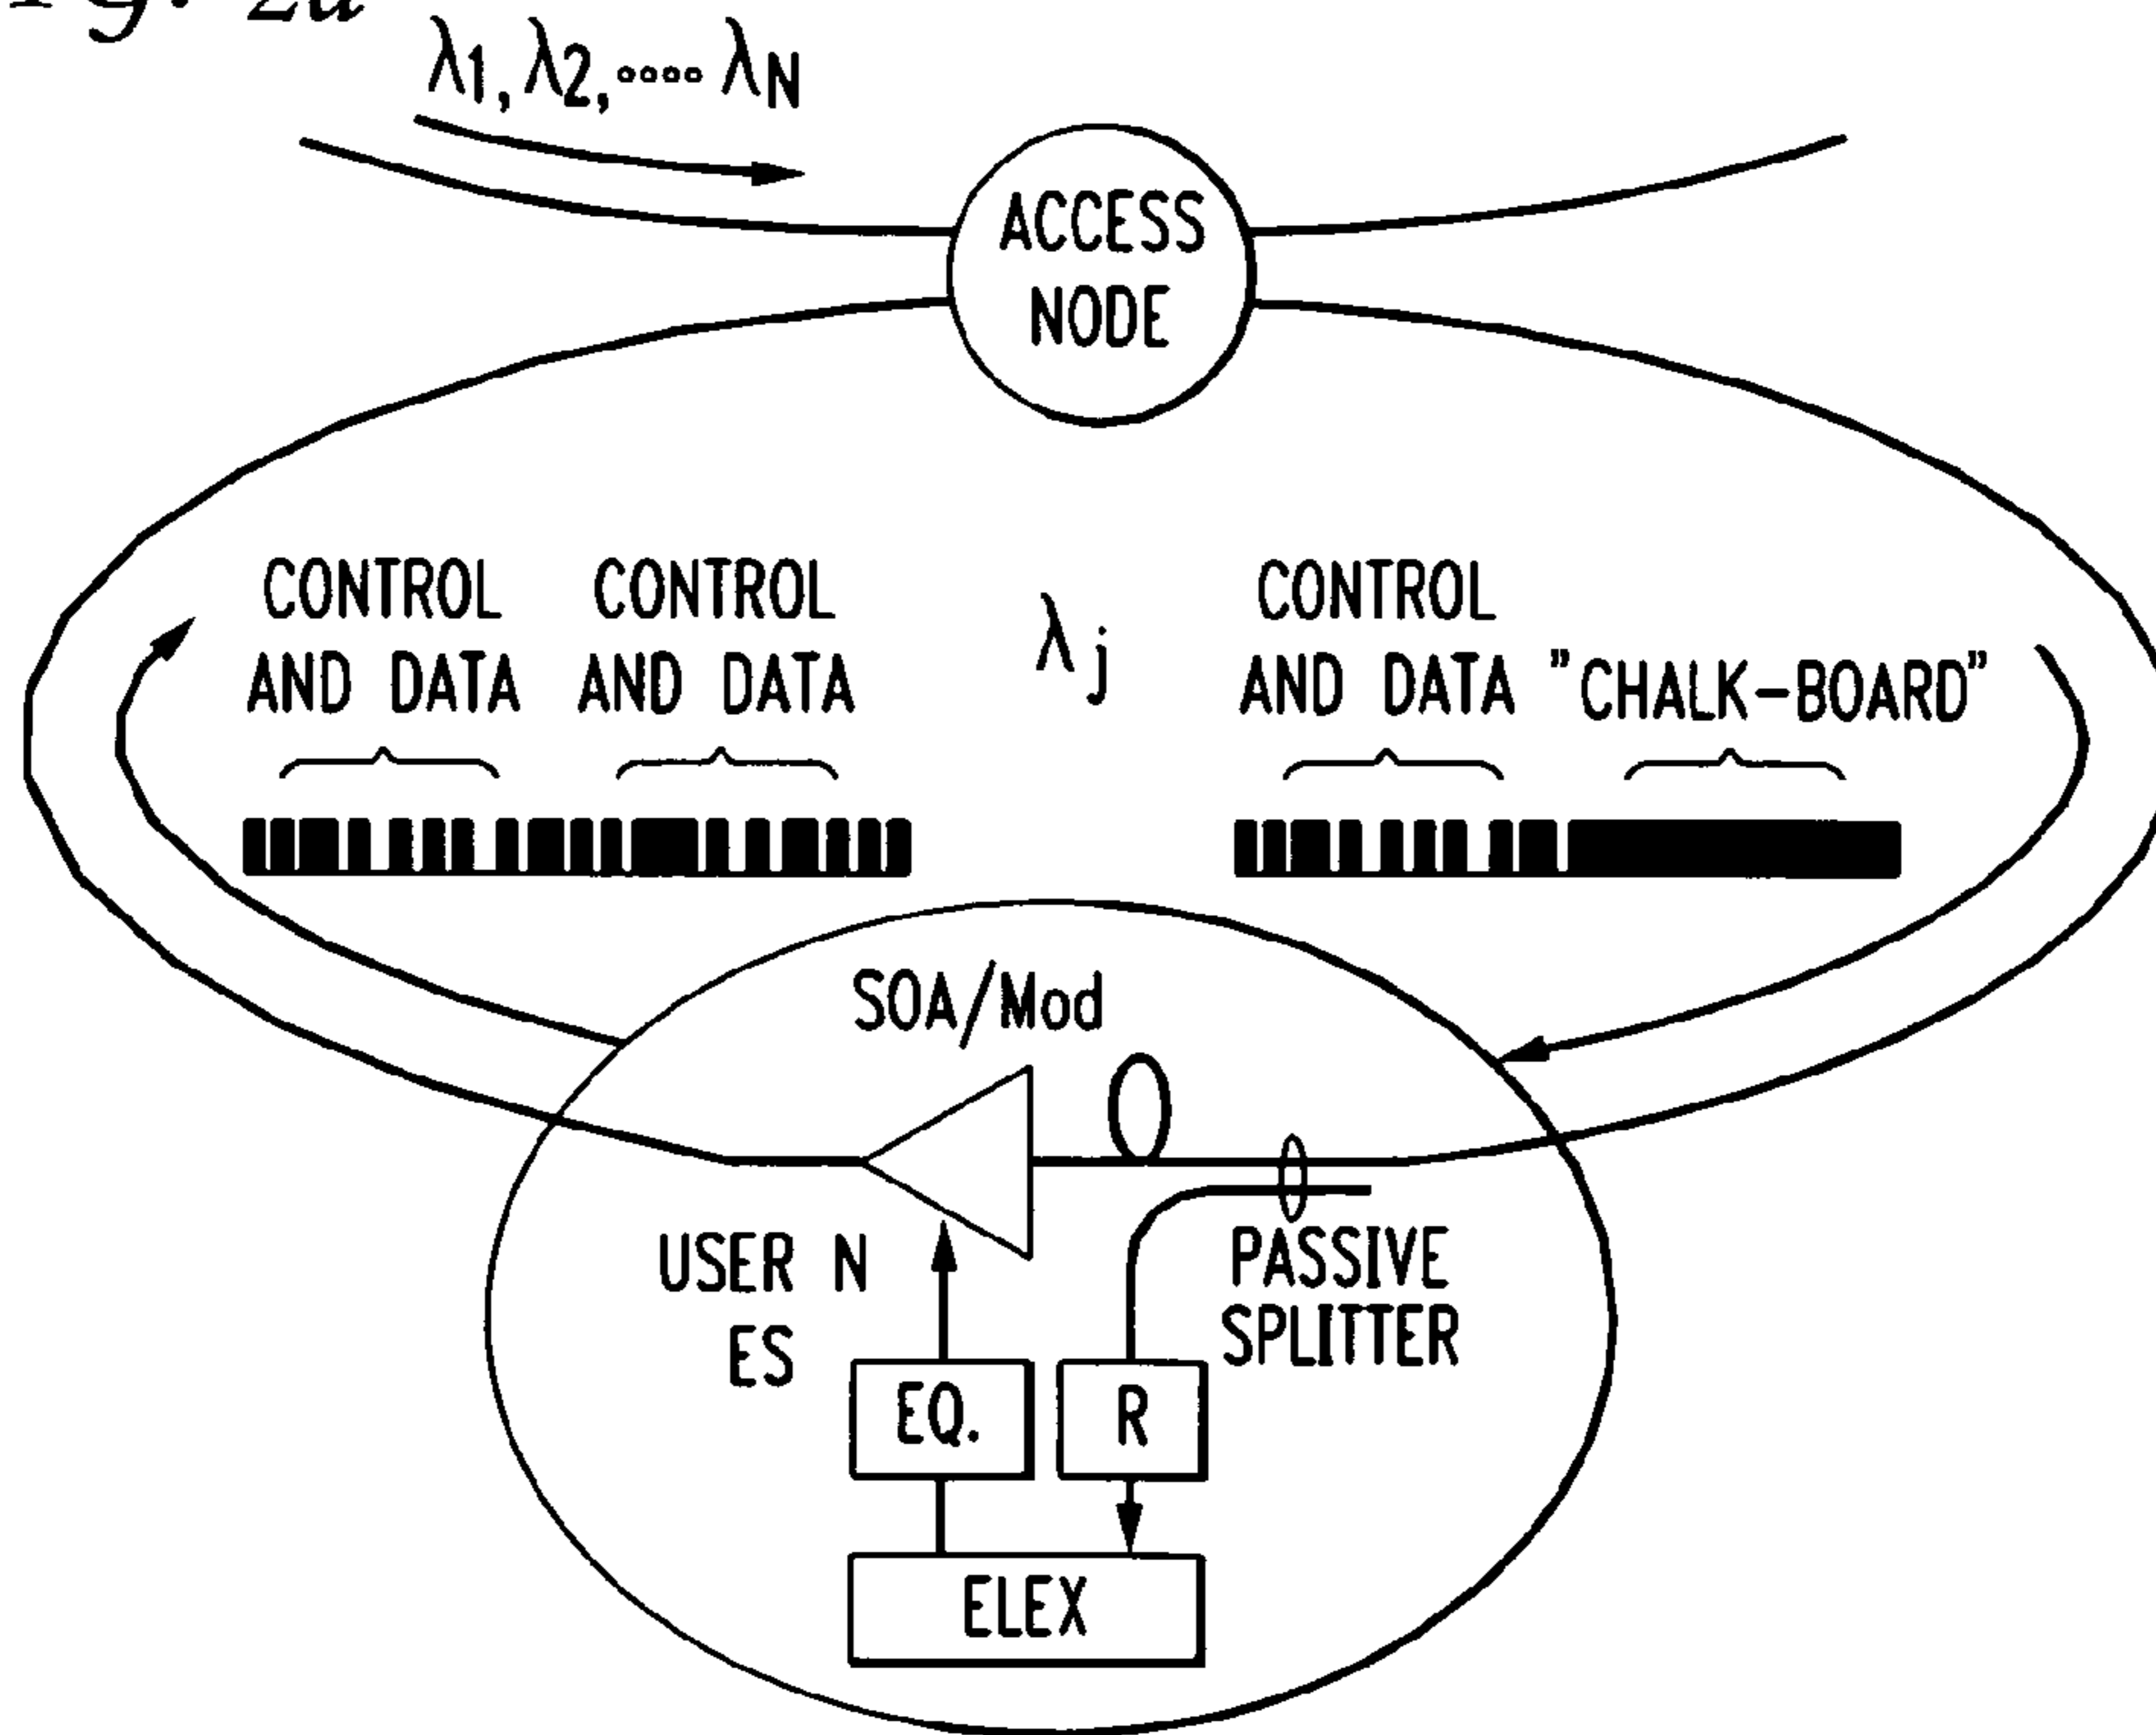 2a
λ1, λ2, ∘∘∘∘ λN
ACCESS
NODE
CONTROL
AND DATA
CONTROL
AND DATA
λj
CONTROL
AND DATA
"CHALK-BOARD"
SOA/Mod
USER N
ES
PASSIVE
SPLITTER
EQ.
R
ELEX